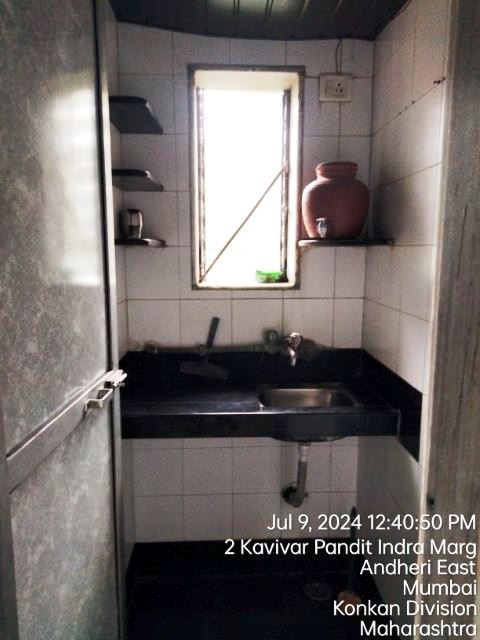 Jul 9, 2024 12:40:50 PM
2 Kavivar Pandit Indra Marg
Andheri East
Mumbai
Konkan Division
Maharashtra